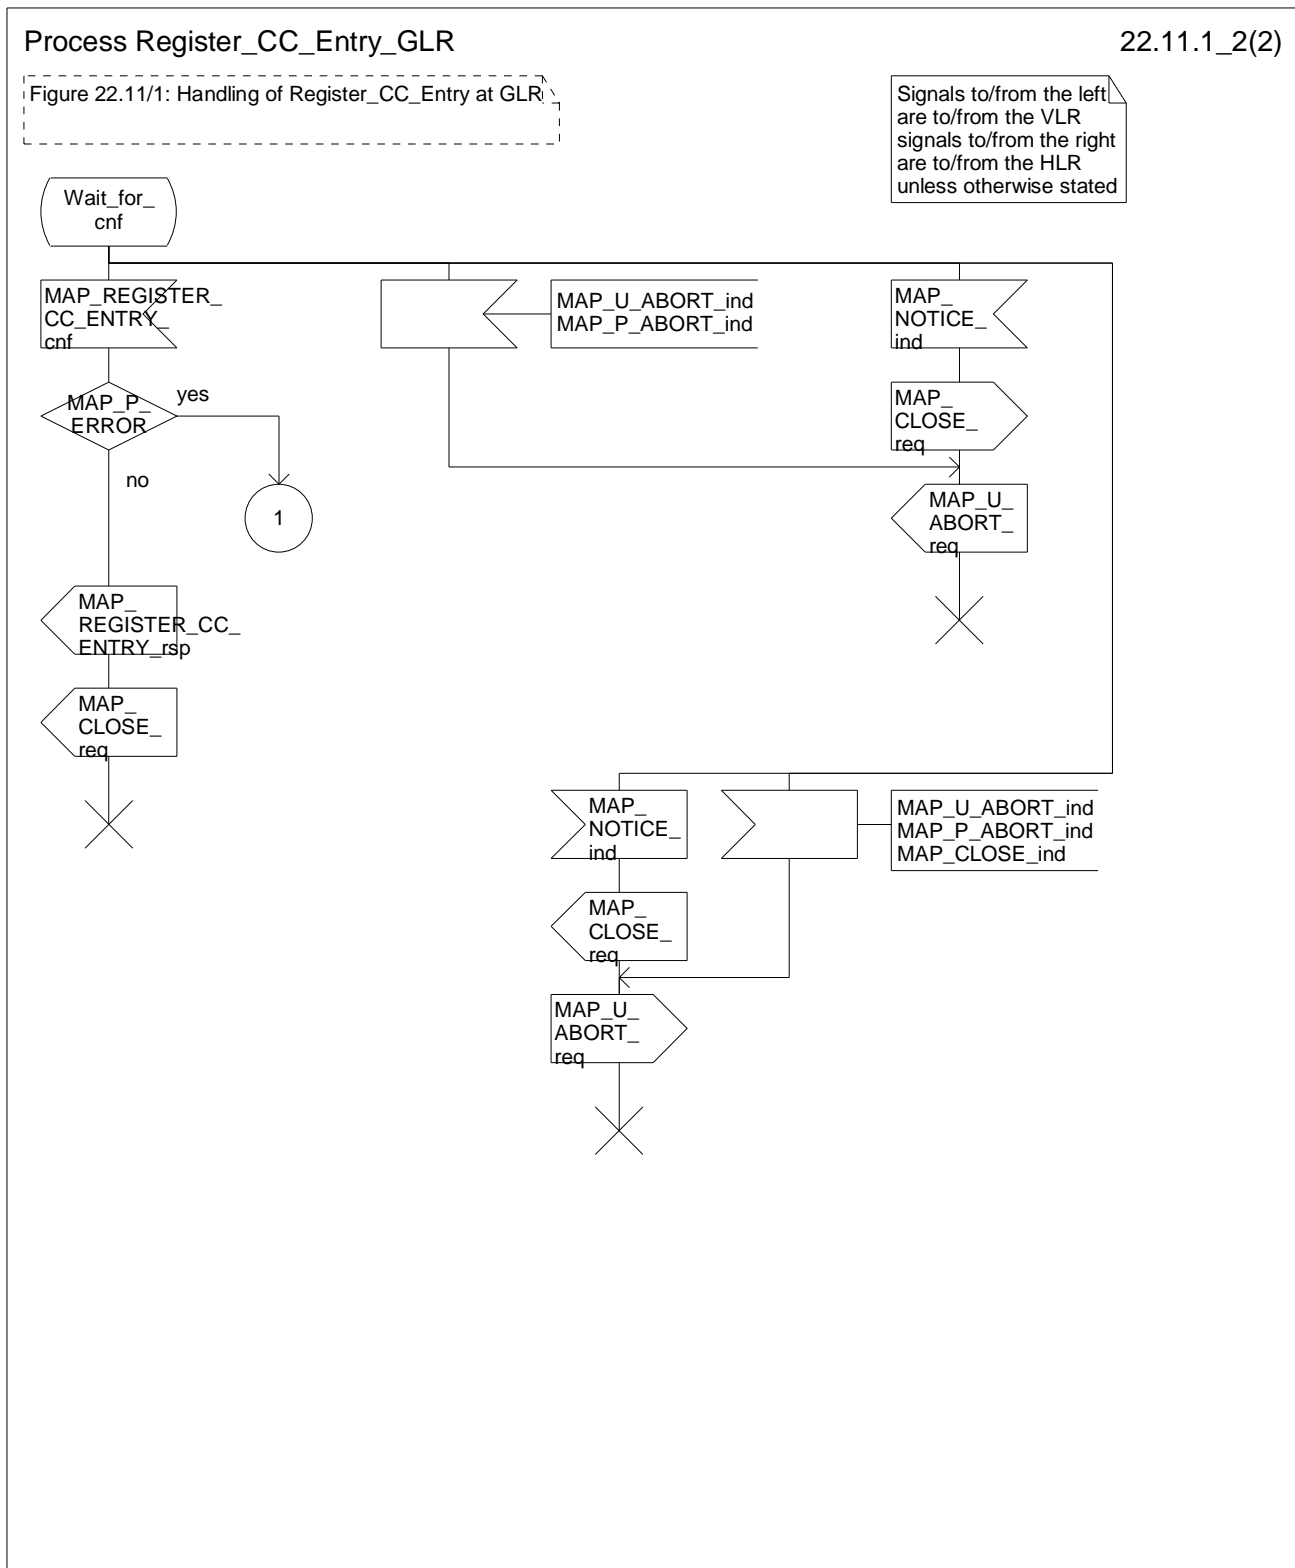 Process Register_CC_Entry_GLR
22.11.1_2(2)
Figure 22.11/1: Handling of Register_CC_Entry at GLR
Signals to/from the left
are to/from the VLR
signals to/from the right
are to/from the HLR
unless otherwise stated
Wait_for_
cnf
MAP_REGISTER_
CC_ENTRY_
cnf
MAP_U_ABORT_ind
MAP_P_ABORT_ind
MAP_
NOTICE_
ind
MAP_P_
ERROR
yes
no
1
MAP_
CLOSE_
req
MAP_U_
ABORT_
req
MAP_
REGISTER_CC_
ENTRY_rsp
MAP_
CLOSE_
req
MAP_
NOTICE_
ind
MAP_U_ABORT_ind
MAP_P_ABORT_ind
MAP_CLOSE_ind
MAP_
CLOSE_
req
MAP_U_
ABORT_
req